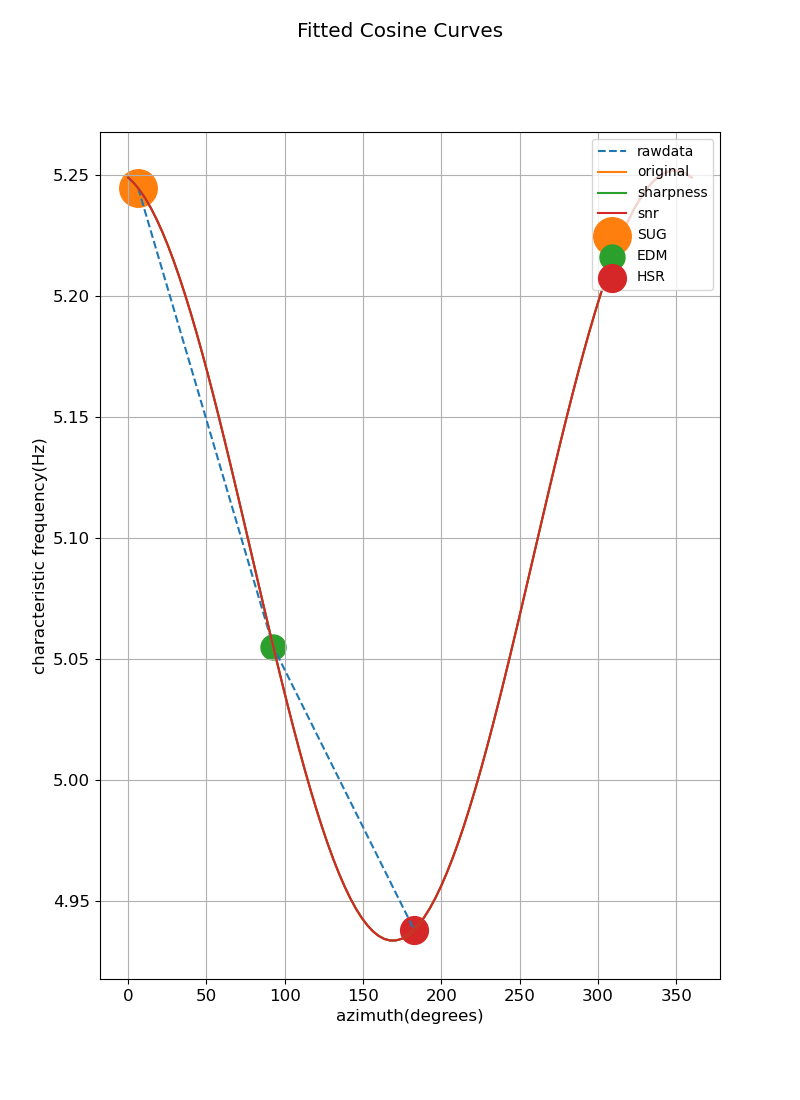 Fitted Cosine Curves
rawdata
original
sharpness
snr
SUG
EDM
HSR
5.25
5.20
5.15
5.10
5.05
5.00
4.95
characteristic frequency(Hz)
0 50 100 150 200 250 300 350
azimuth(degrees)